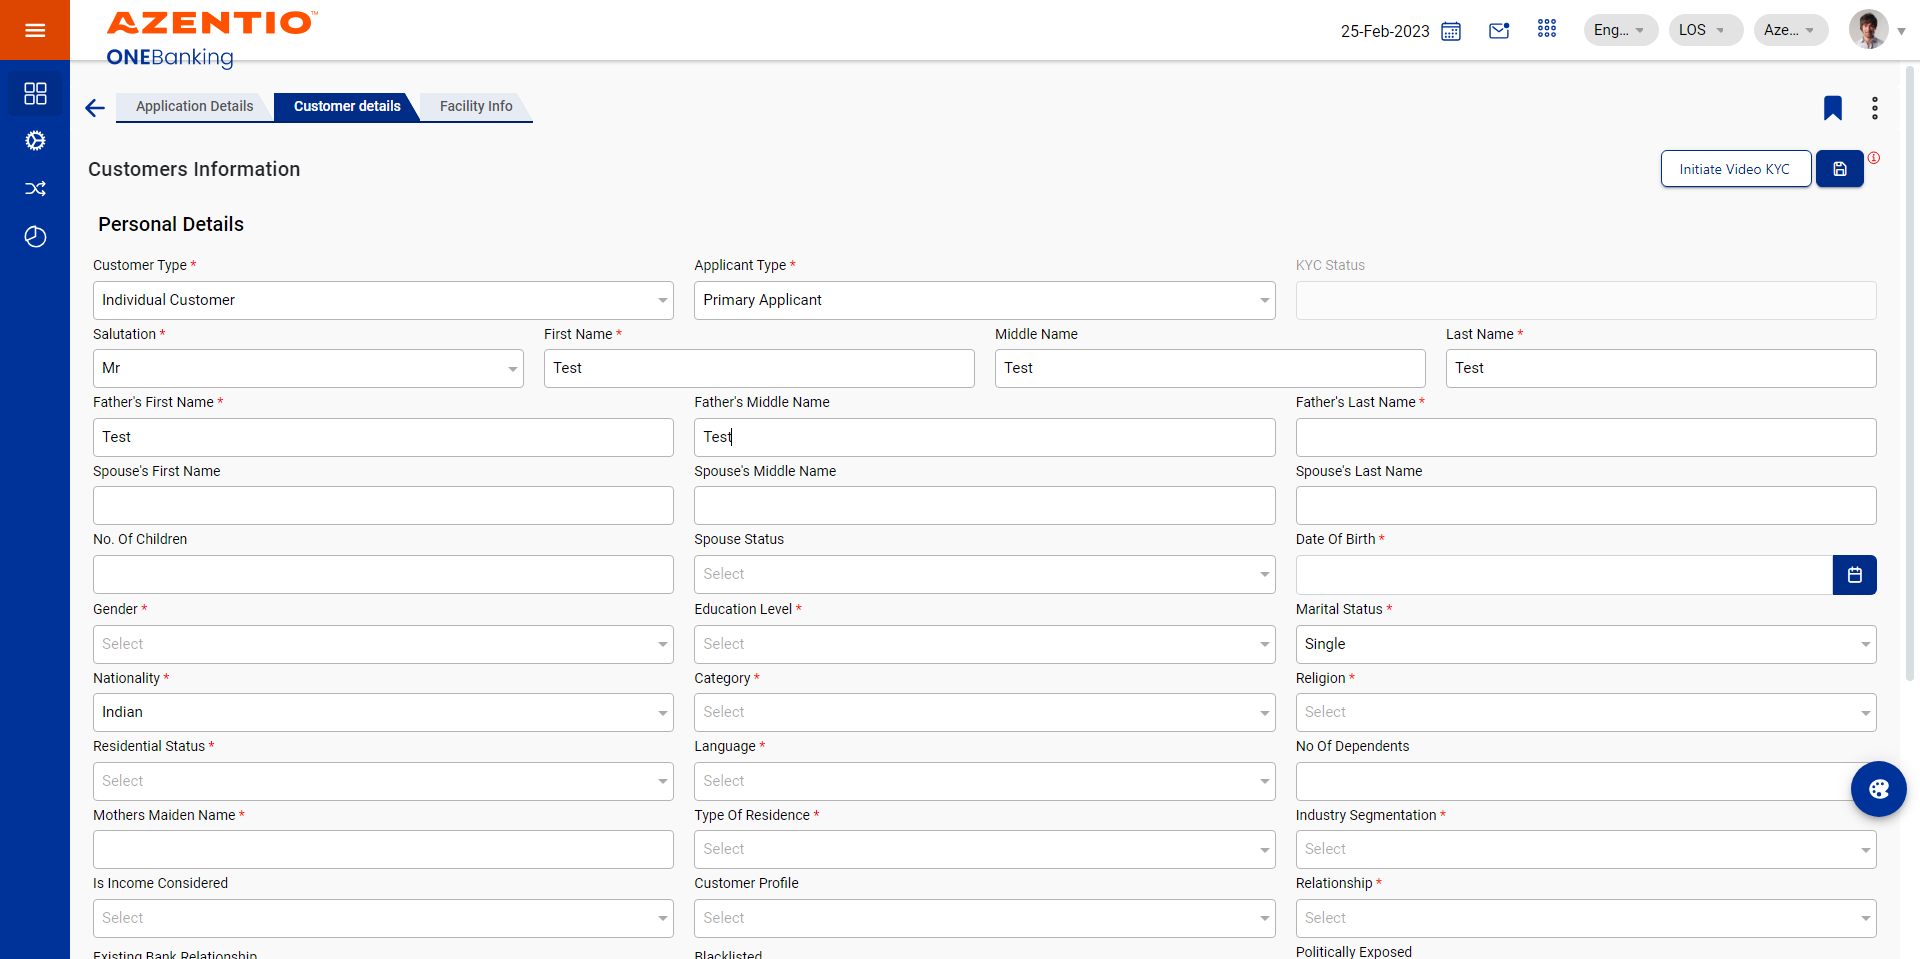 AZENTIO™
ONEBanking
25-Feb-2023
Eng...
LOS
Aze...
Application Details
Customer details
Facility Info
Customers Information
Initiate Video KYC
Personal Details
Customer Type *
Applicant Type *
KYC Status
Individual Customer
Primary Applicant
Salutation *
First Name *
Middle Name
Last Name *
Mr
Test
Test
Test
Father's First Name *
Father's Middle Name
Father's Last Name *
Test
Test
Spouse's First Name
Spouse's Middle Name
Spouse's Last Name
No. Of Children
Spouse Status
Date Of Birth *
Select
Gender *
Education Level *
Marital Status *
Select
Select
Single
Nationality *
Category *
Religion *
Indian
Select
Select
Residential Status *
Language *
No Of Dependents
Select
Select
Mothers Maiden Name *
Type Of Residence *
Industry Segmentation *
Select
Select
Is Income Considered
Customer Profile
Relationship *
Select
Select
Select
Existing Bank Relationship
Blacklisted
Politically Exposed